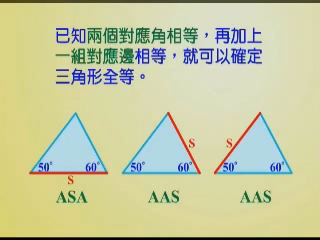 已知兩個對應角相等，再加上
一組對應邊相等，就可以確定
三角形全等。
S S
50° 60° 50° 60° 50° 60°
S
ASA AAS AAS